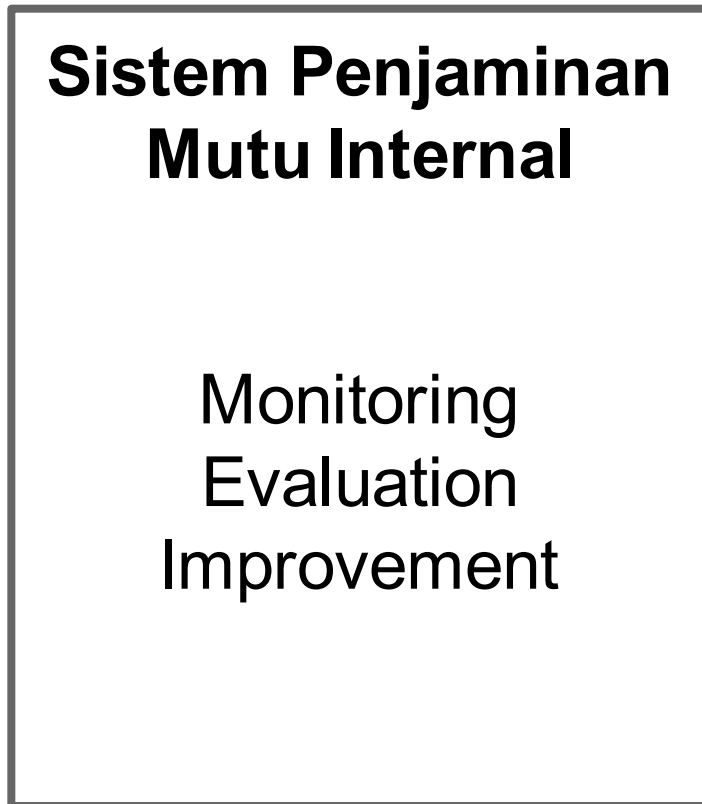 Sistem Penjaminan
Mutu Internal
Monitoring
Evaluation
Improvement